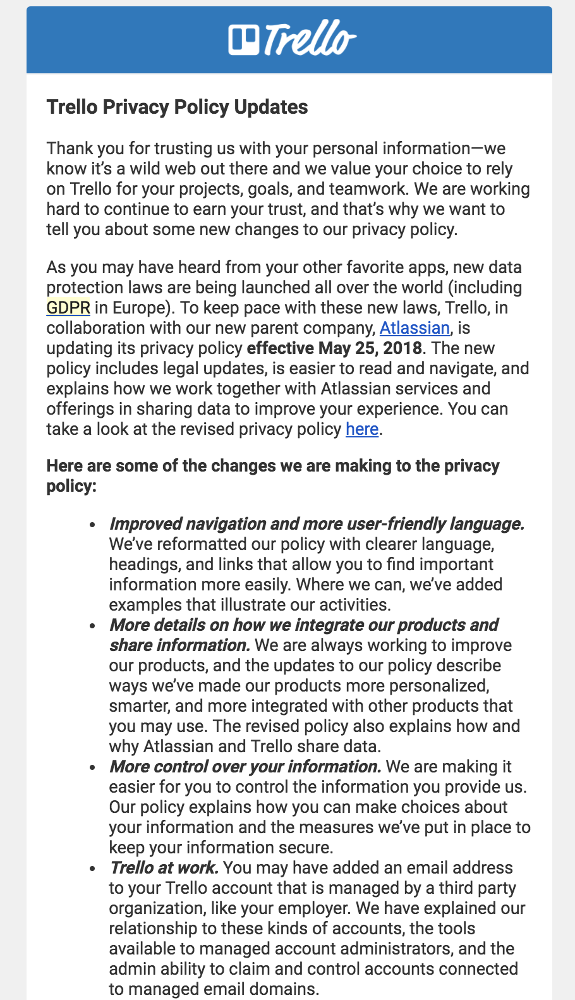 Trello
Trello Privacy Policy Updates
Thank you for trusting us with your personal information—we
know it’s a wild web out there and we value your choice to rely
on Trello for your projects, goals, and teamwork. We are working
hard to continue to earn your trust, and that’s why we want to
tell you about some new changes to our privacy policy.
As you may have heard from your other favorite apps, new data
protection laws are being launched all over the world (including
GDPR in Europe). To keep pace with these new laws, Trello, in
collaboration with our new parent company, Atlassian, is
updating its privacy policy effective May 25, 2018. The new
policy includes legal updates, is easier to read and navigate, and
explains how we work together with Atlassian services and
offerings in sharing data to improve your experience. You can
take a look at the revised privacy policy here.
Here are some of the changes we are making to the privacy
policy:
• Improved navigation and more user-friendly language.
We’ve reformatted our policy with clearer language,
headings, and links that allow you to find important
information more easily. Where we can, we’ve added
examples that illustrate our activities.
• More details on how we integrate our products and
share information. We are always working to improve
our products, and the updates to our policy describe
ways we’ve made our products more personalized,
smarter, and more integrated with other products that
you may use. The revised policy also explains how and
why Atlassian and Trello share data.
• More control over your information. We are making it
easier for you to control the information you provide us.
Our policy explains how you can make choices about
your information and the measures we’ve put in place to
keep your information secure.
• Trello at work. You may have added an email address
to your Trello account that is managed by a third party
organization, like your employer. We have explained our
relationship to these kinds of accounts, the tools
available to managed account administrators, and the
admin ability to claim and control accounts connected
to managed email domains.